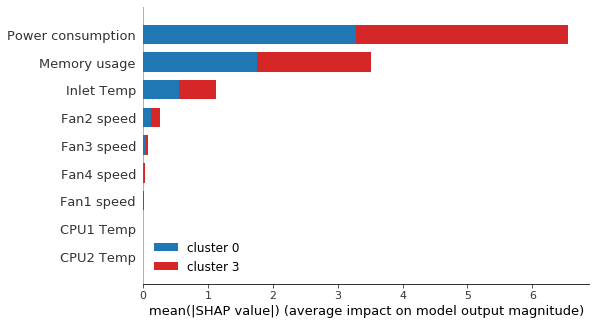 Power consumption
Memory usage
Inlet Temp
Fan2 speed
Fan3 speed
Fan4 speed
Fan1 speed
CPU1 Temp
CPU2 Temp
cluster 0
cluster 3
0 1 2 3 4 5 6
mean(|SHAP value|) (average impact on model output magnitude)